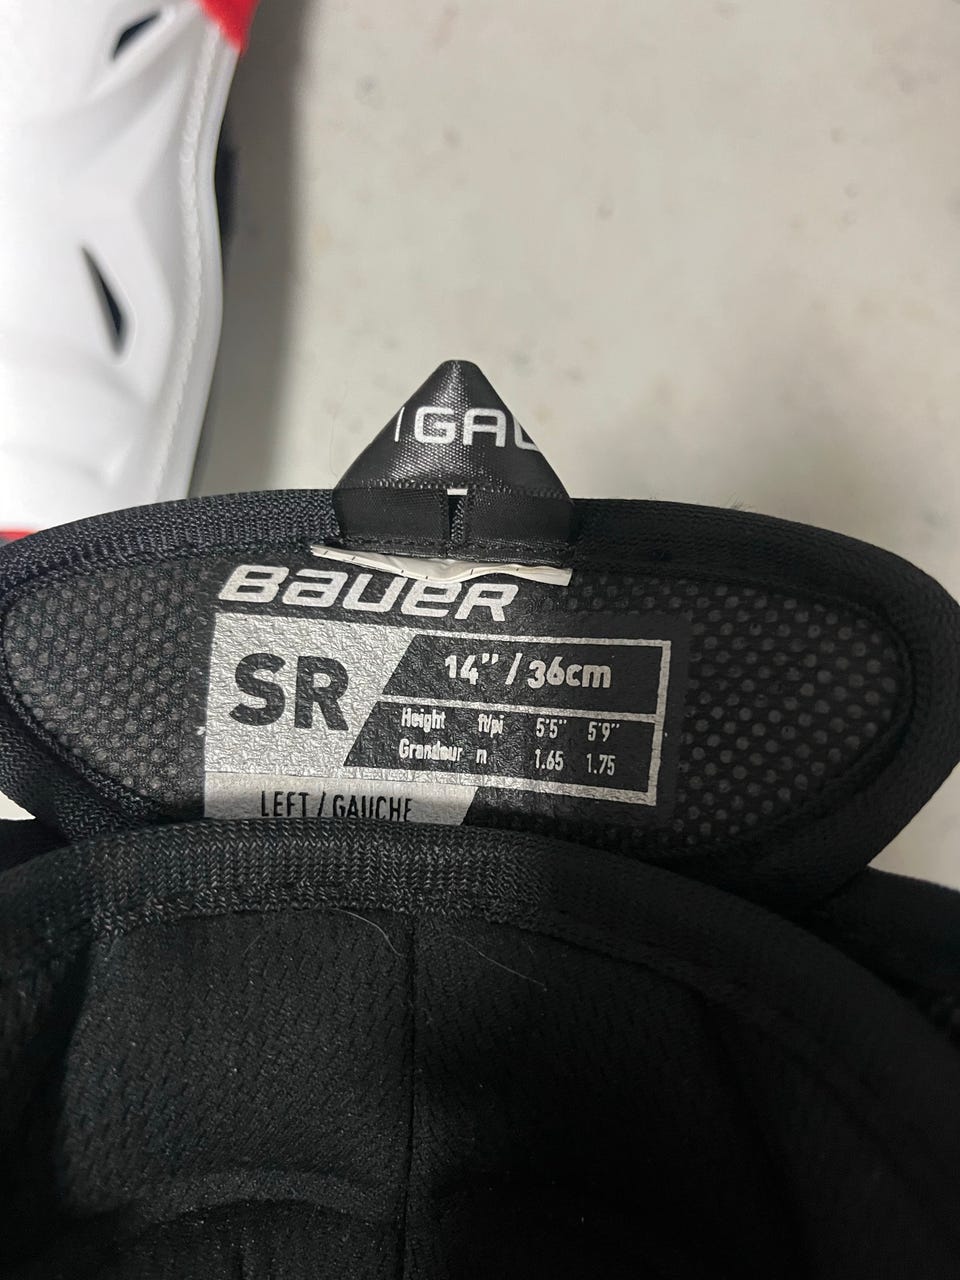 GAU
BAUER
SR
14" / 36cm
Height ft/pi 5'5" 5'9"
Grandeur m 1.65 1.75
LEFT / GAUCHE